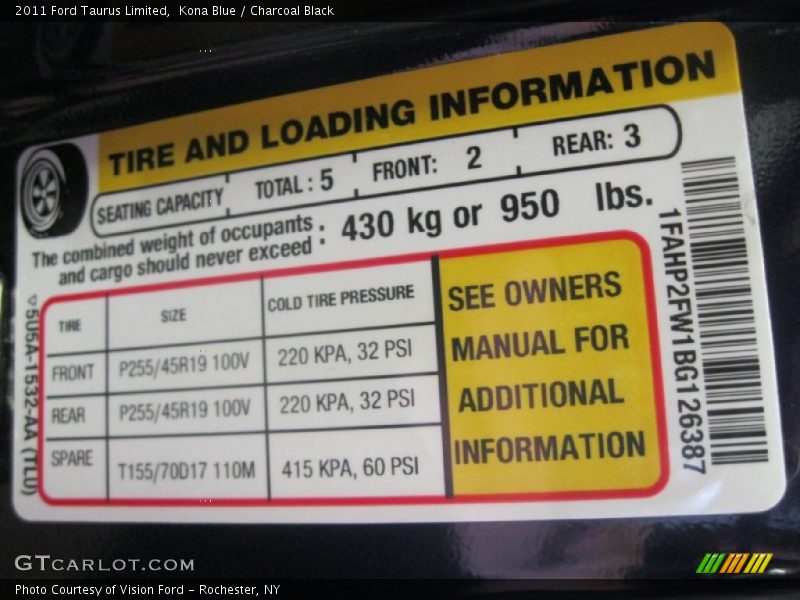 2011 Ford Taurus Limited,  Kona Blue / Charcoal Black
TIRE AND LOADING INFORMATION
SEATING CAPACITY TOTAL : 5 FRONT: 2 REAR: 3
The combined weight of occupants
and cargo should never exceed : 430 kg or 950 lbs.
TIRE SIZE COLD TIRE PRESSURE
FRONT P255/45R19 100V 220 KPA, 32 PSI
REAR P255/45R19 100V 220 KPA, 32 PSI
SPARE T155/70D17 110M 415 KPA, 60 PSI
SEE OWNERS
MANUAL FOR
ADDITIONAL
INFORMATION
1FAHP2FW1BG126387
5U5A-1532-AA (TLU)
GTCARLOT.COM
Photo Courtesy of Vision Ford – Rochester, NY